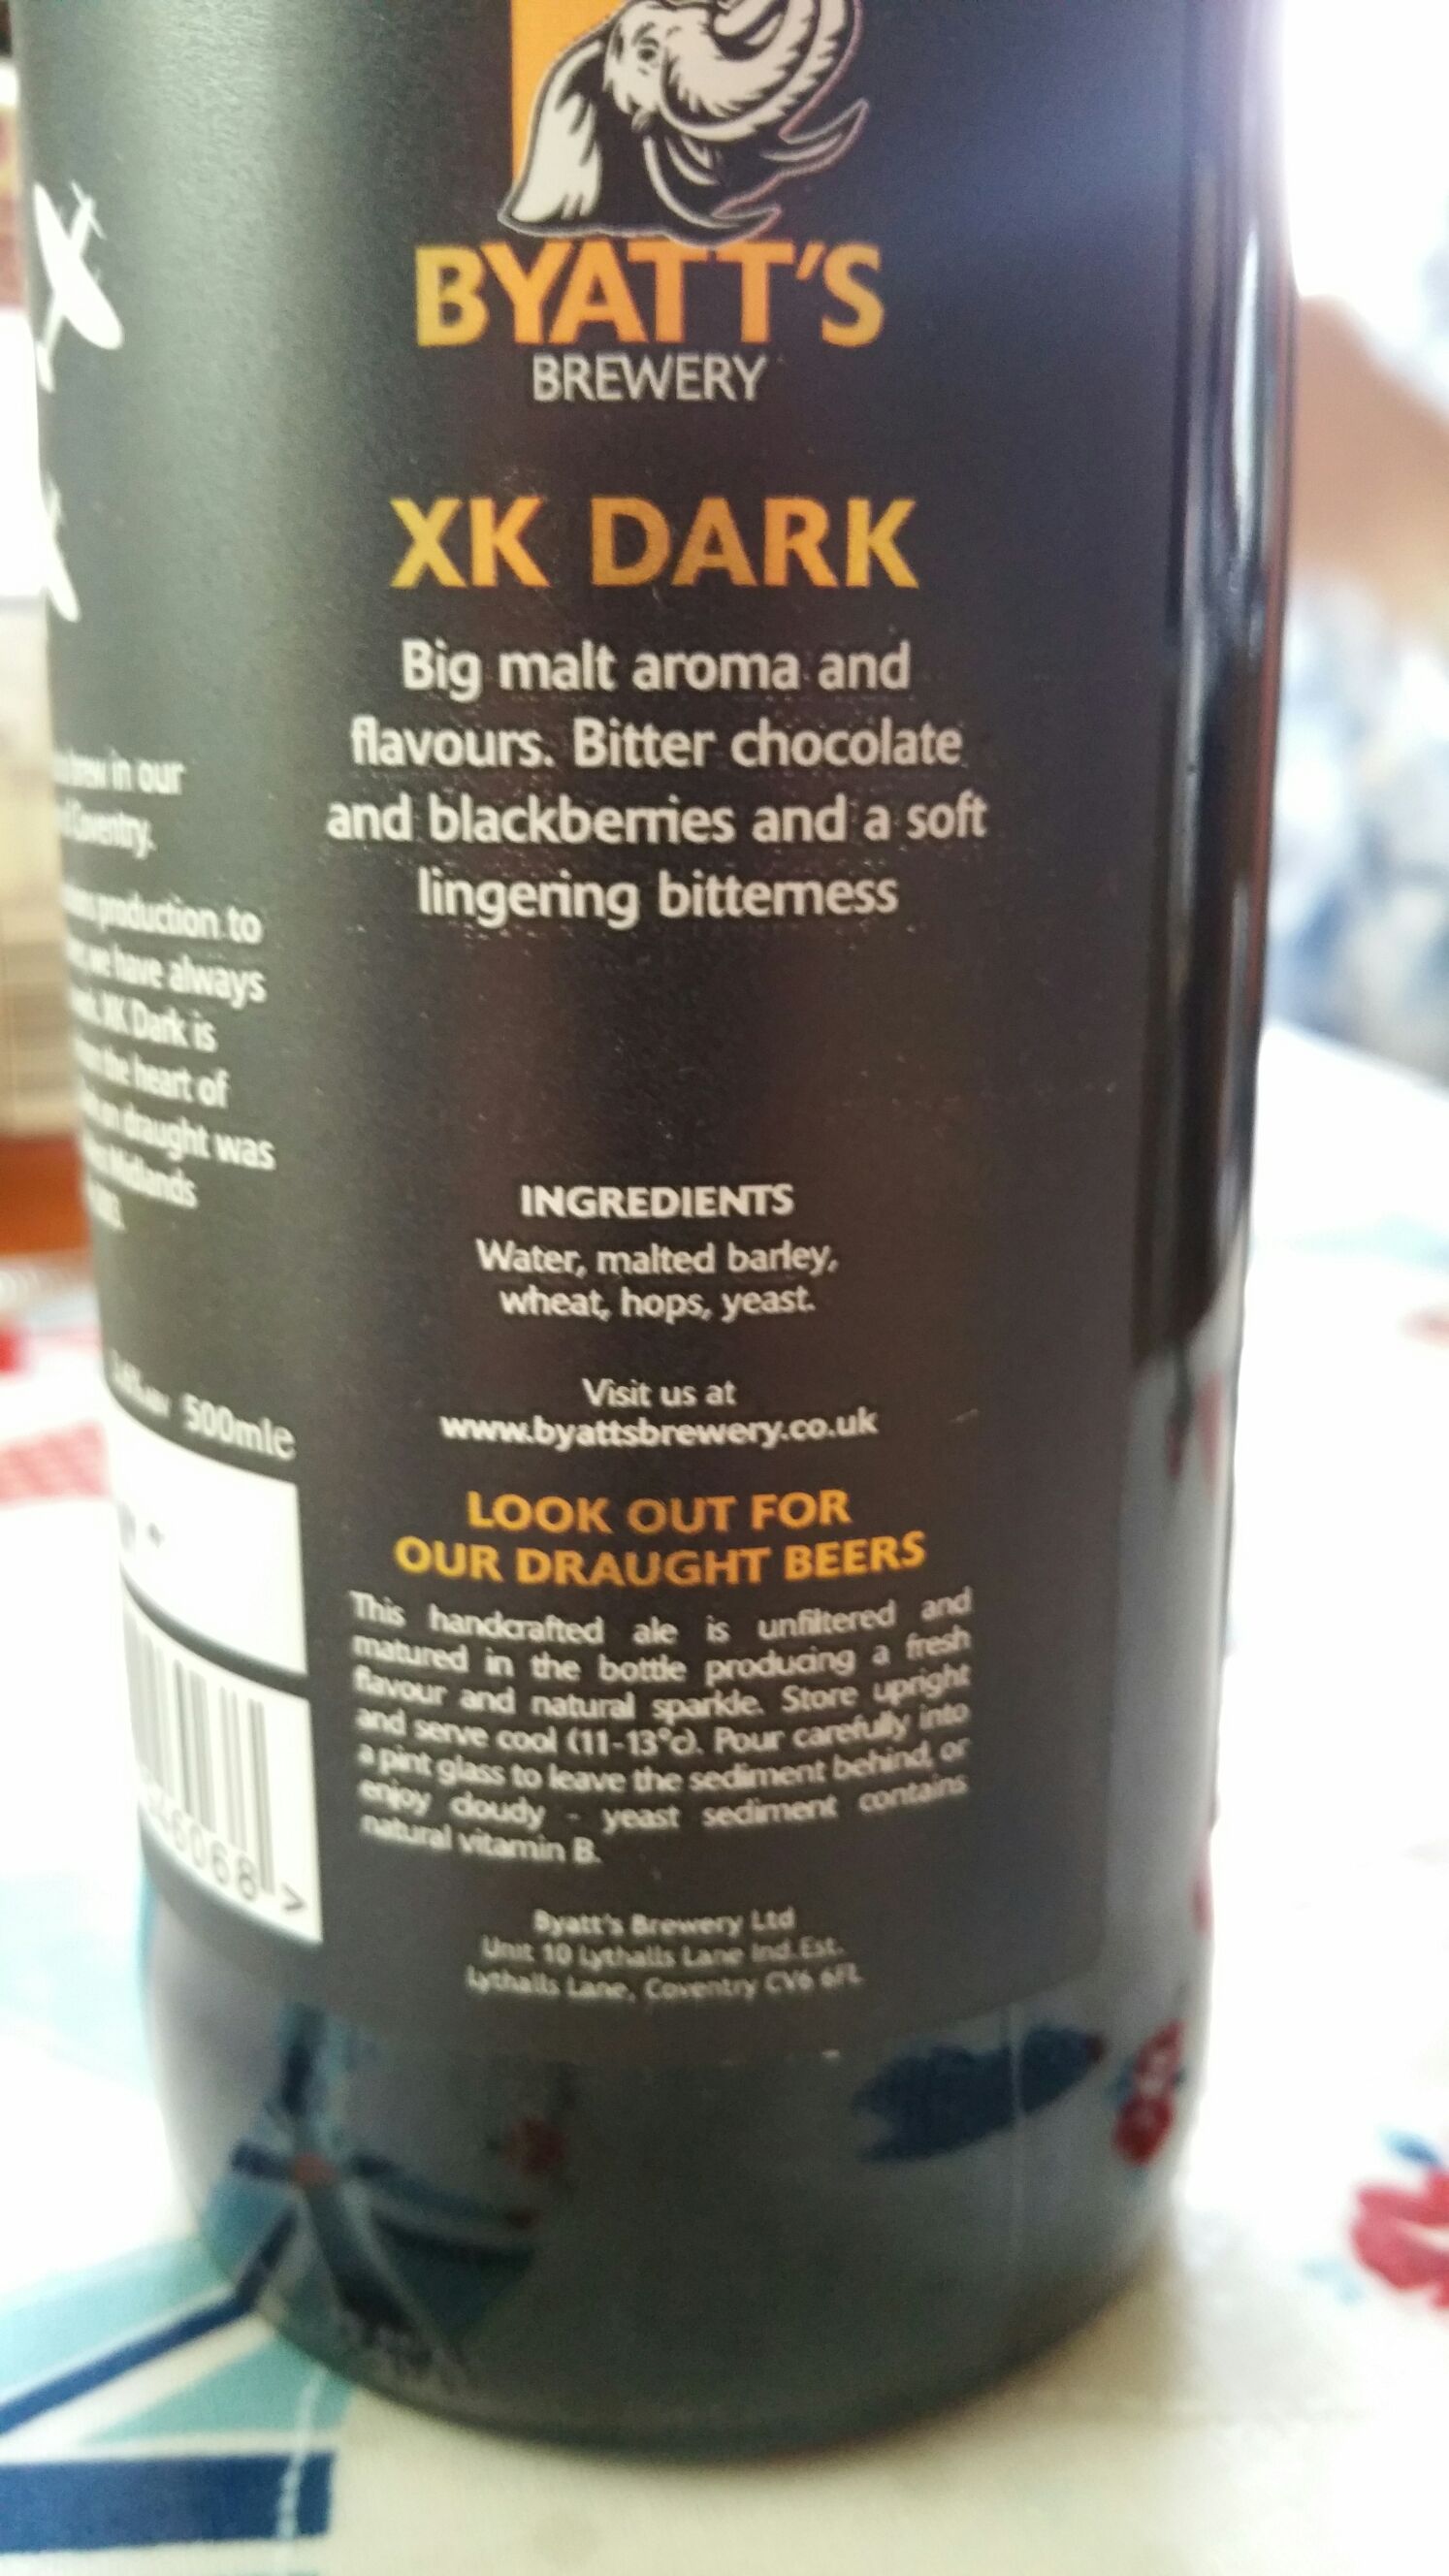 BYATT'S
BREWERY
XK DARK
Big malt aroma and
flavours. Bitter chocolate
and blackberries and a soft
lingering bitterness
INGREDIENTS
Water, malted barley,
wheat, hops, yeast.
Visit us at
www.byattsbrewery.co.uk
LOOK OUT FOR
OUR DRAUGHT BEERS
This handcrafted ale is unfiltered and
matured in the bottle producing a fresh
flavour and natural sparkle. Store upright
and serve cool (11-13°c). Pour carefully into
a pint glass to leave the sediment behind, or
enjoy cloudy - yeast sediment contains
natural vitamin B.
Byatt's Brewery Ltd
Unit 10 Lythalls Lane Ind.Est.
Lythalls Lane, Coventry CV6 6FL
brew in our
Coventry.
production to
we have always
XK Dark is
the heart of
on draught was
Midlands
500mle
46068 >